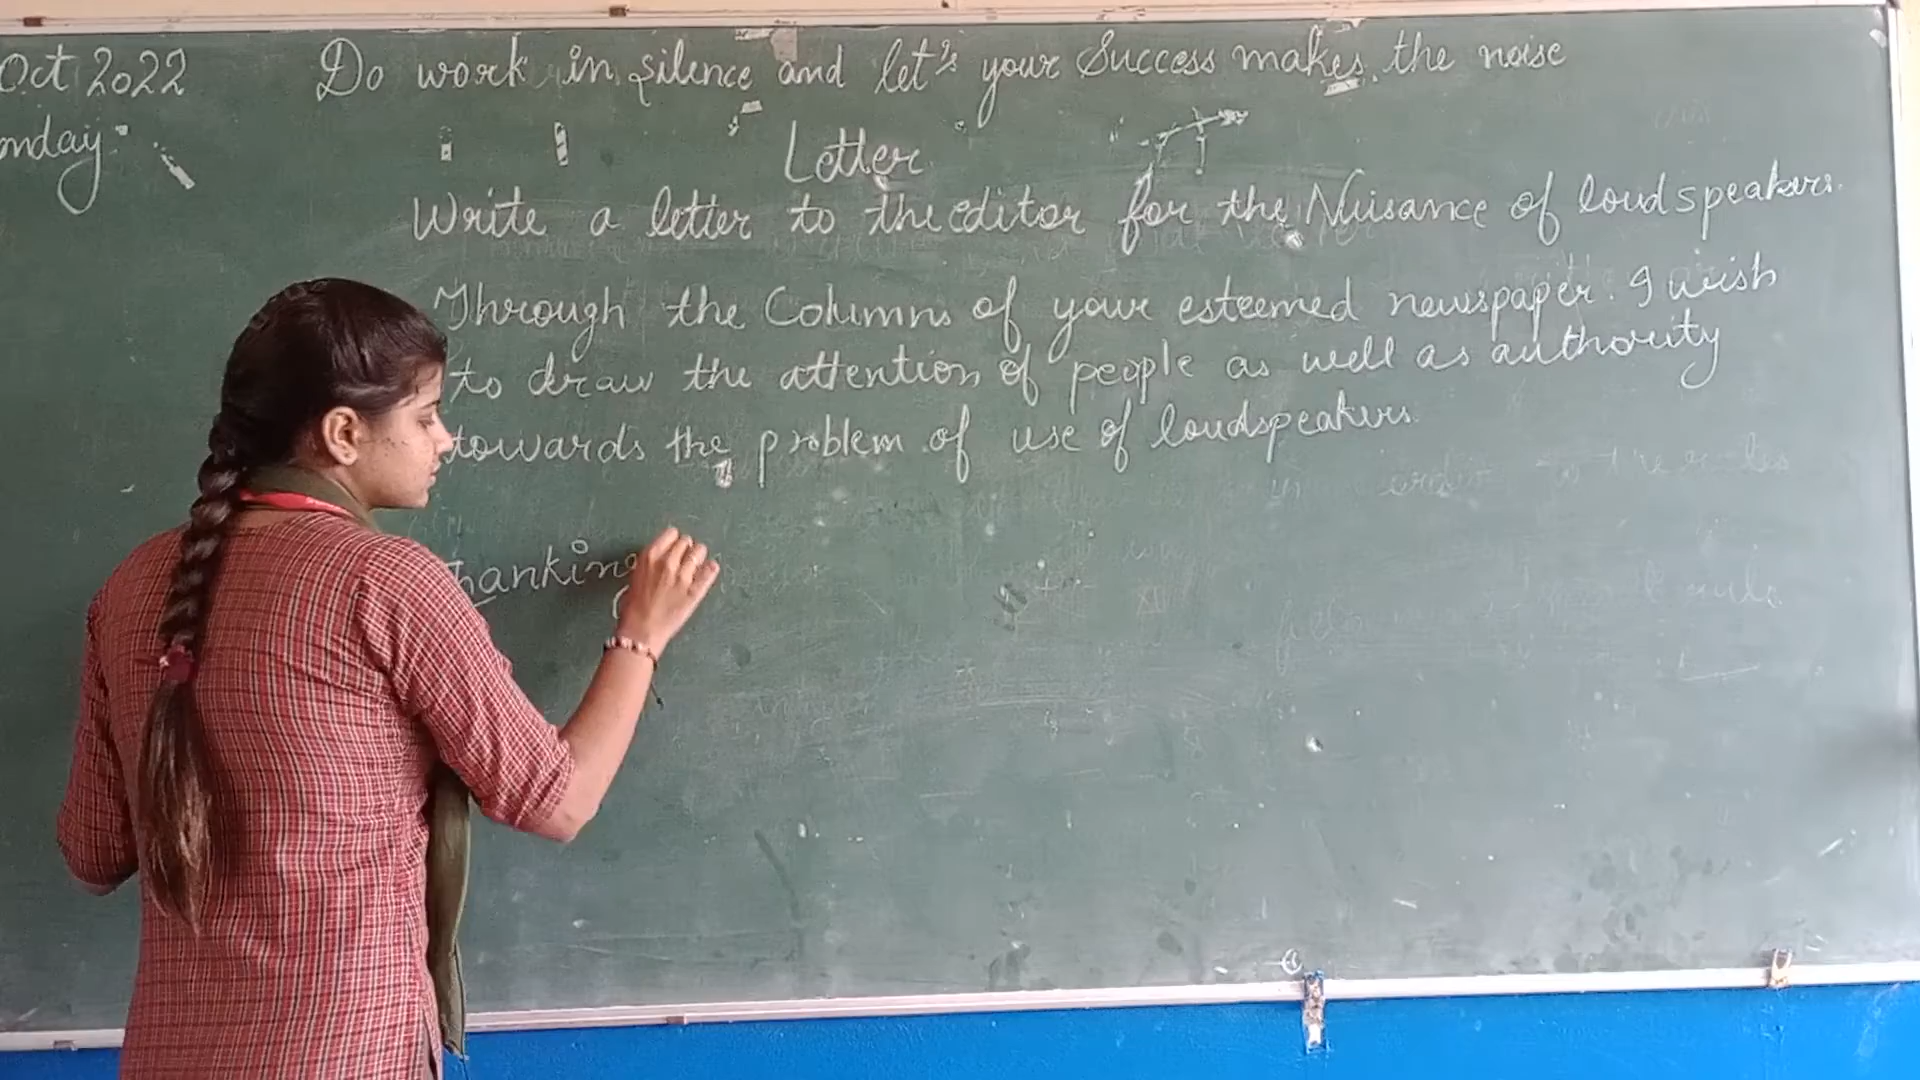 Oct 2022
Do work in silence and let's your Success makes the noise
onday
Letter
Write a letter to the editor for the Nuisance of loudspeakers.
Through the Columns of your esteemed newspaper. I wish
to draw the attention of people as well as authority
towards the problem of use of loudspeakers.
hanking